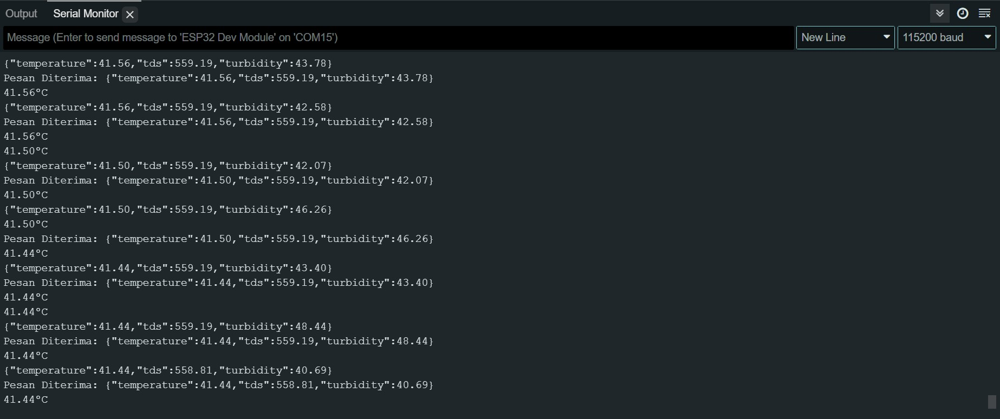 Output Serial Monitor
Message (Enter to send message to 'ESP32 Dev Module' on 'COM15') New Line 115200 baud
{"temperature":41.56,"tds":559.19,"turbidity":43.78}
Pesan Diterima: {"temperature":41.56,"tds":559.19,"turbidity":43.78}
41.56°C
{"temperature":41.56,"tds":559.19,"turbidity":42.58}
Pesan Diterima: {"temperature":41.56,"tds":559.19,"turbidity":42.58}
41.56°C
41.50°C
{"temperature":41.50,"tds":559.19,"turbidity":42.07}
Pesan Diterima: {"temperature":41.50,"tds":559.19,"turbidity":42.07}
41.50°C
{"temperature":41.50,"tds":559.19,"turbidity":46.26}
41.50°C
Pesan Diterima: {"temperature":41.50,"tds":559.19,"turbidity":46.26}
41.44°C
{"temperature":41.44,"tds":559.19,"turbidity":43.40}
Pesan Diterima: {"temperature":41.44,"tds":559.19,"turbidity":43.40}
41.44°C
41.44°C
{"temperature":41.44,"tds":559.19,"turbidity":48.44}
Pesan Diterima: {"temperature":41.44,"tds":559.19,"turbidity":48.44}
41.44°C
{"temperature":41.44,"tds":558.81,"turbidity":40.69}
Pesan Diterima: {"temperature":41.44,"tds":558.81,"turbidity":40.69}
41.44°C